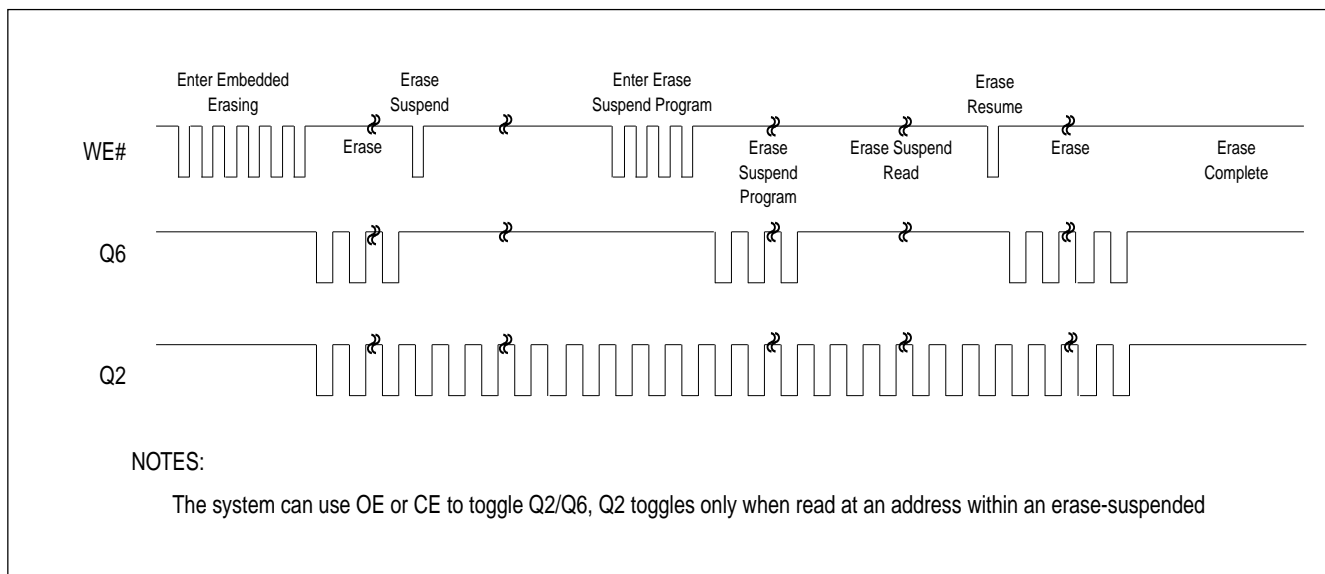 Enter Embedded
Erasing
Erase
Suspend
Enter Erase
Suspend Program
Erase
Resume
WE#
Erase
Erase
Suspend
Program
Erase Suspend
Read
Erase
Erase
Complete
Q6
Q2
NOTES:
The system can use OE or CE to toggle Q2/Q6, Q2 toggles only when read at an address within an erase-suspended